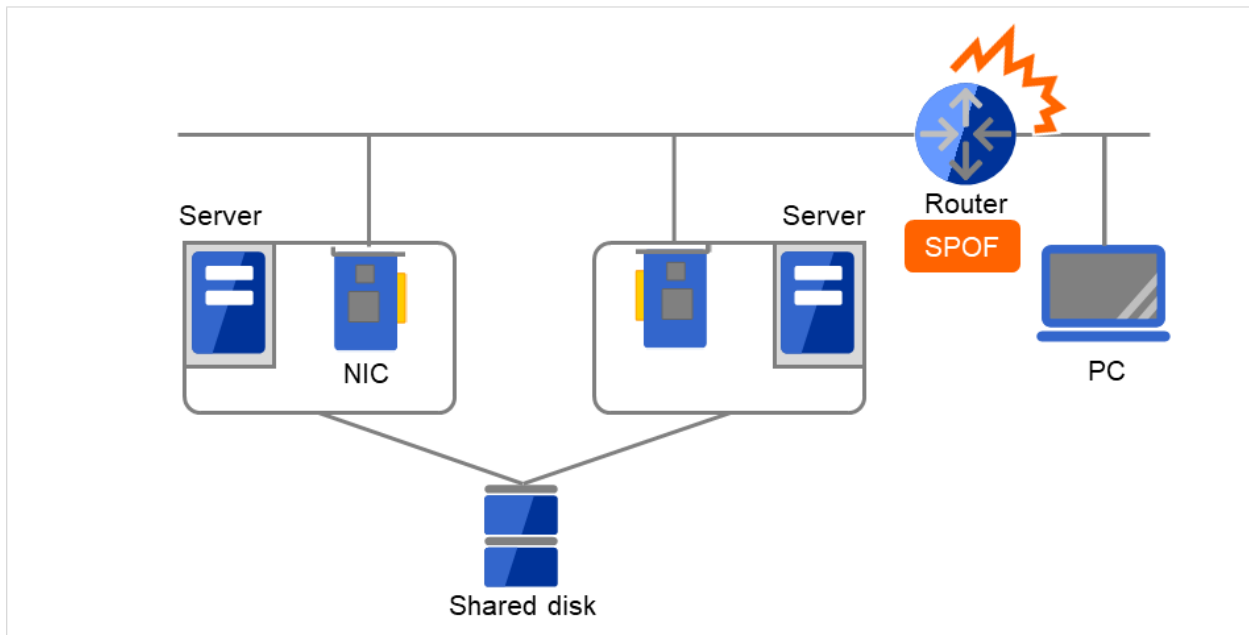 Server
Server
Router
SPOF
NIC
PC
Shared disk